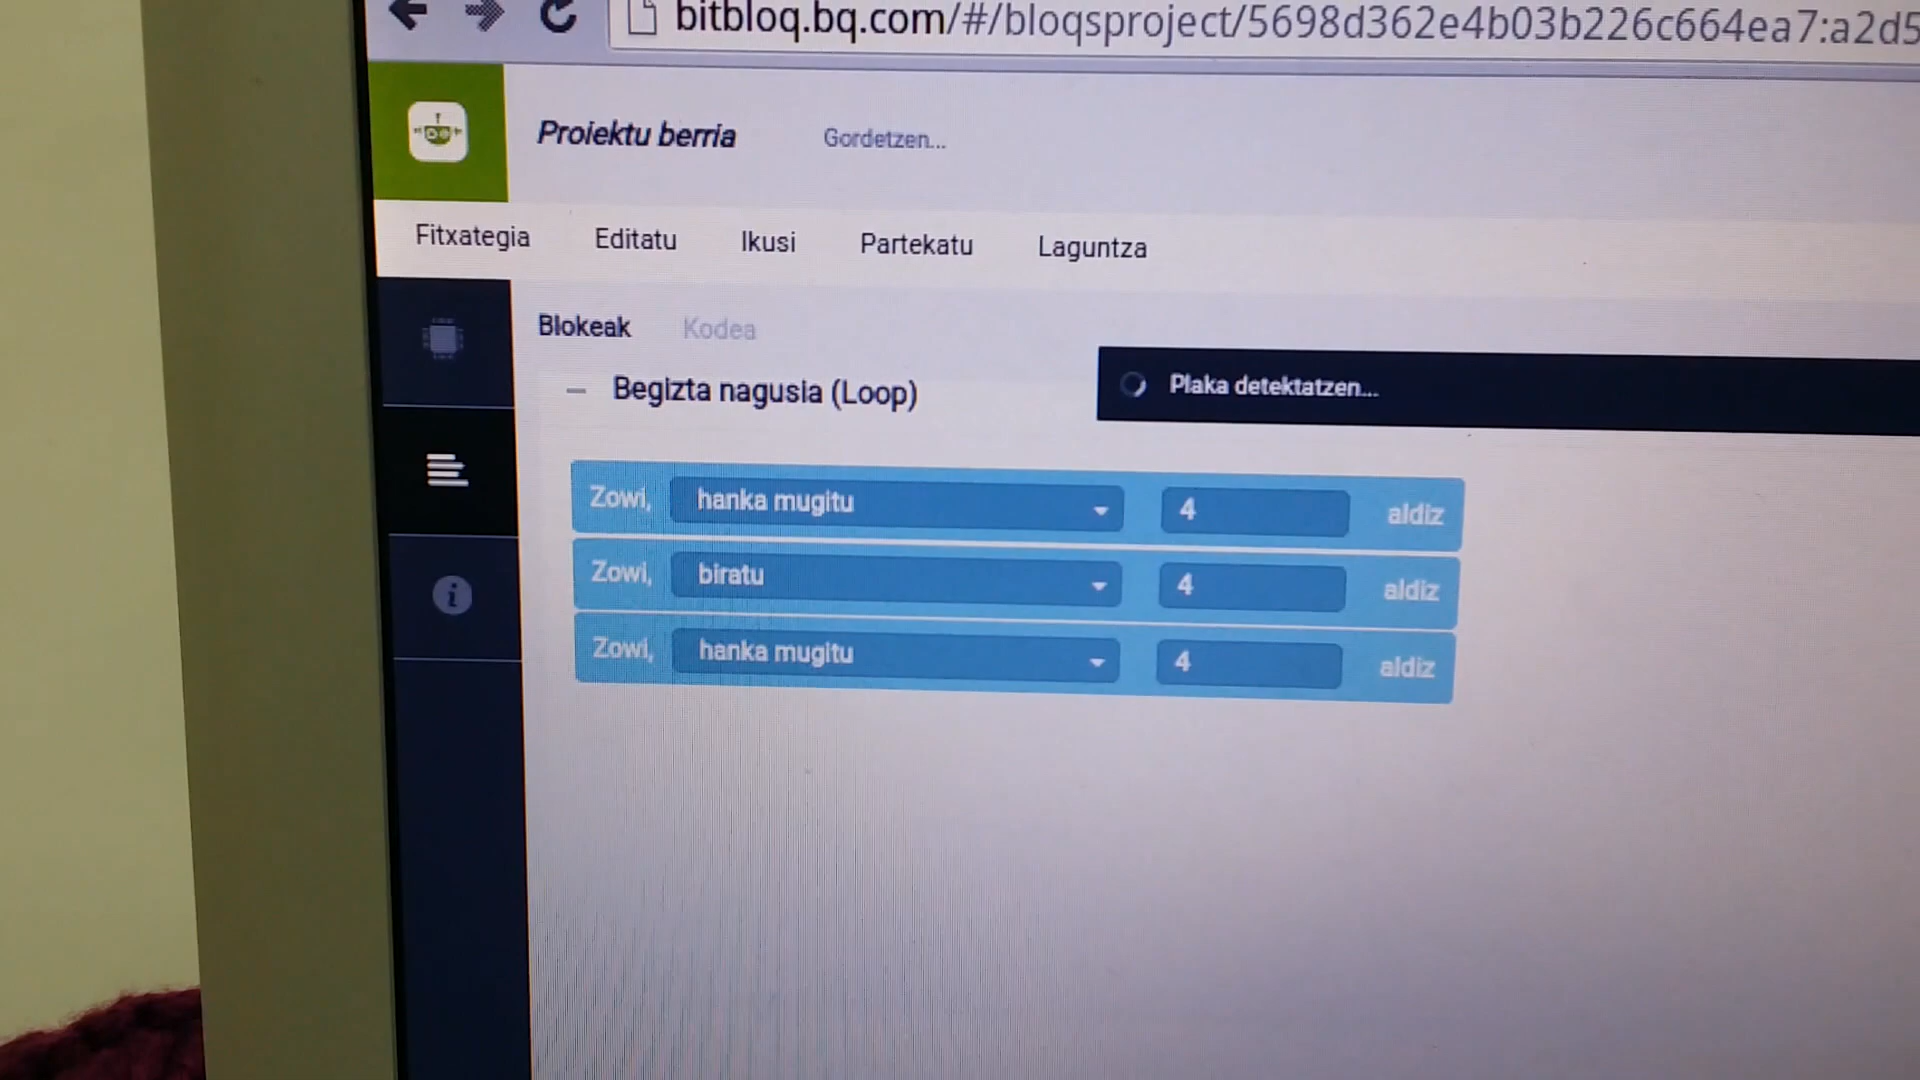 bitbloq.bq.com/#/bloqsproject/5698d362e4b03b226c664ea7:a2d5
Proiektu berria Gordetzen...
Fitxategia Editatu Ikusi Partekatu Laguntza
Blokeak Kodea
Begizta nagusia (Loop)
Plaka detektatzen...
Zowi, hanka mugitu 4 aldiz
Zowi, biratu 4 aldiz
Zowi, hanka mugitu 4 aldiz